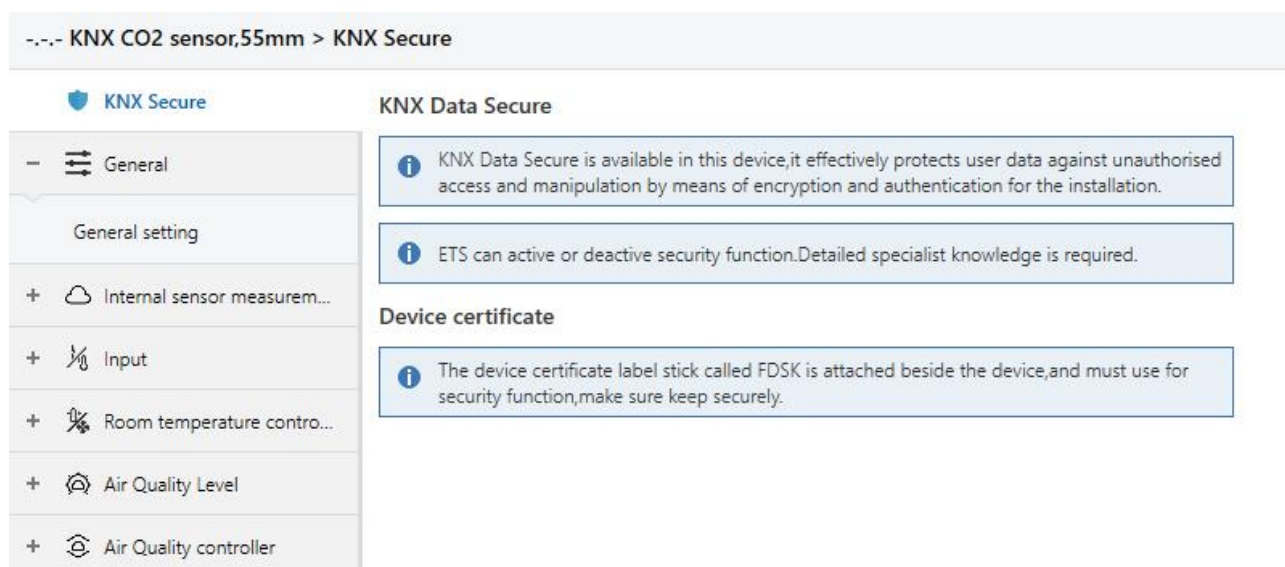 -.-.- KNX CO2 sensor,55mm > KNX Secure
KNX Secure
General
General setting
Internal sensor measurem...
Input
Room temperature contro...
Air Quality Level
Air Quality controller
KNX Data Secure
KNX Data Secure is available in this device,it effectively protects user data against unauthorised
access and manipulation by means of encryption and authentication for the installation.
ETS can active or deactive security function.Detailed specialist knowledge is required.
Device certificate
The device certificate label stick called FDSK is attached beside the device,and must use for
security function,make sure keep securely.